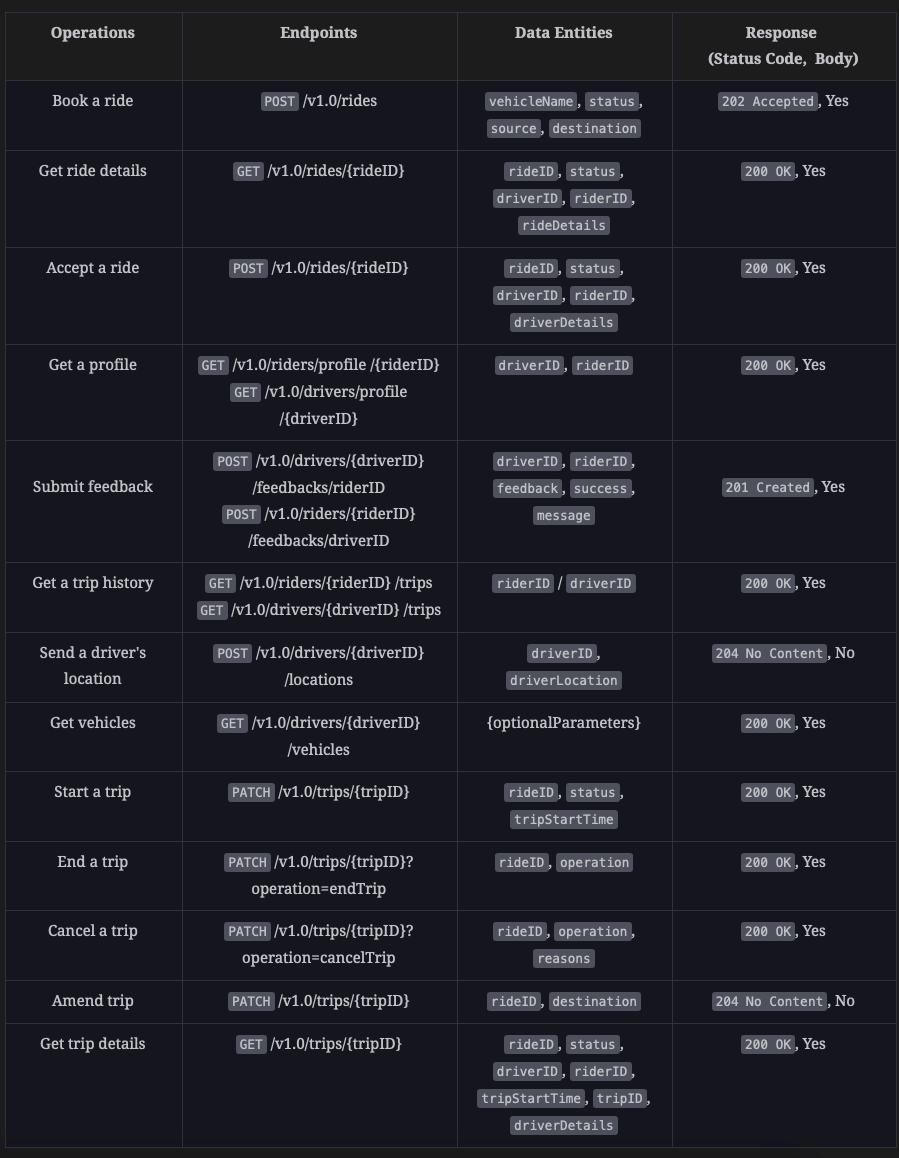 Operations
Endpoints
Data Entities
Response
(Status Code, Body)
Book a ride
POST /v1.0/rides
vehicleName, status,
source, destination
202 Accepted, Yes
Get ride details
GET /v1.0/rides/{rideID}
rideID, status,
driverID, riderID,
rideDetails
200 OK, Yes
Accept a ride
POST /v1.0/rides/{rideID}
rideID, status,
driverID, riderID,
driverDetails
200 OK, Yes
Get a profile
GET /v1.0/riders/profile /{riderID}
GET /v1.0/drivers/profile
/{driverID}
driverID, riderID
200 OK, Yes
Submit feedback
POST /v1.0/drivers/{driverID}
/feedbacks/riderID
POST /v1.0/riders/{riderID}
/feedbacks/driverID
driverID, riderID,
feedback, success,
message
201 Created, Yes
Get a trip history
GET /v1.0/riders/{riderID} /trips
GET /v1.0/drivers/{driverID} /trips
riderID / driverID
200 OK, Yes
Send a driver's
location
POST /v1.0/drivers/{driverID}
/locations
driverID,
driverLocation
204 No Content, No
Get vehicles
GET /v1.0/drivers/{driverID}
/vehicles
{optionalParameters}
200 OK, Yes
Start a trip
PATCH /v1.0/trips/{tripID}
rideID, status,
tripStartTime
200 OK, Yes
End a trip
PATCH /v1.0/trips/{tripID}?
operation=endTrip
rideID, operation
200 OK, Yes
Cancel a trip
PATCH /v1.0/trips/{tripID}?
operation=cancelTrip
rideID, operation,
reasons
200 OK, Yes
Amend trip
PATCH /v1.0/trips/{tripID}
rideID, destination
204 No Content, No
Get trip details
GET /v1.0/trips/{tripID}
rideID, status,
driverID, riderID,
tripStartTime, tripID,
driverDetails
200 OK, Yes